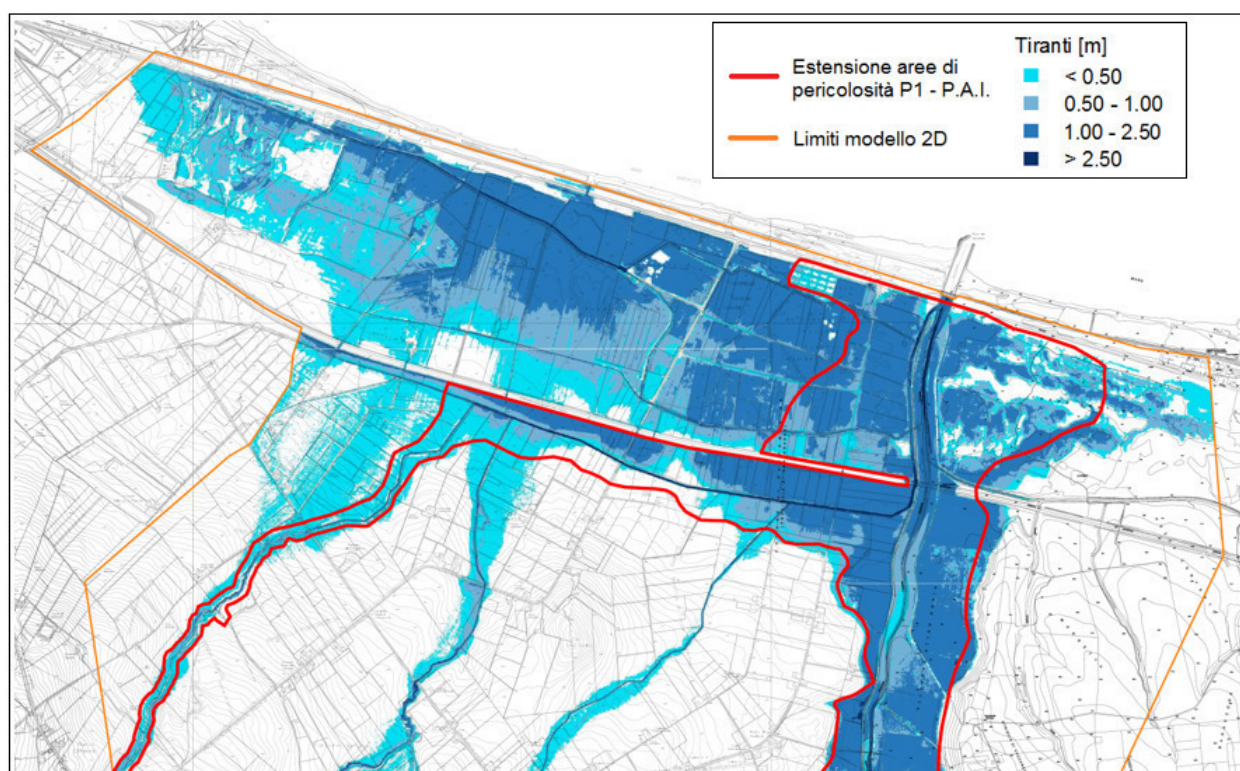 Estensione aree di
pericolosità P1 - P.A.I.
Limiti modello 2D
Tiranti [m]
< 0.50
0.50 - 1.00
1.00 - 2.50
> 2.50